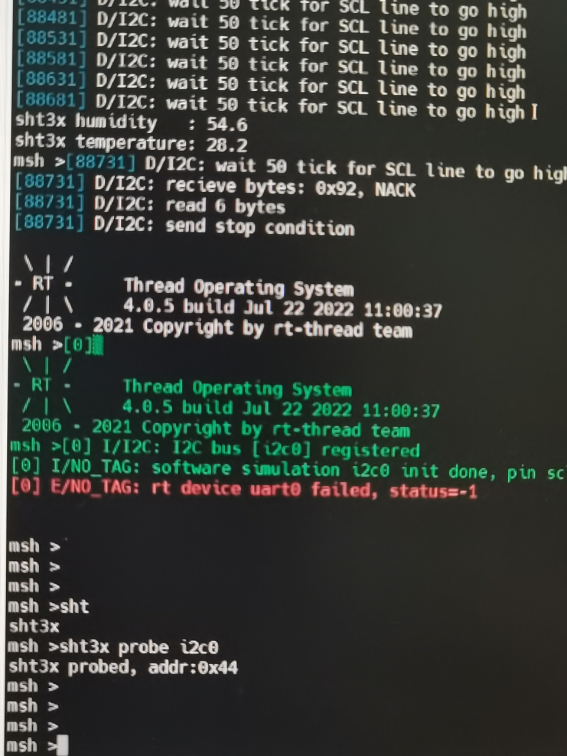 [88481] D/I2C: wait 50 tick for SCL line to go high
[88531] D/I2C: wait 50 tick for SCL line to go high
[88581] D/I2C: wait 50 tick for SCL line to go high
[88631] D/I2C: wait 50 tick for SCL line to go high
[88681] D/I2C: wait 50 tick for SCL line to go high
sht3x humidity   : 54.6
sht3x temperature: 28.2
msh >[88731] D/I2C: wait 50 tick for SCL line to go high
[88731] D/I2C: recieve bytes: 0x92, NACK
[88731] D/I2C: read 6 bytes
[88731] D/I2C: send stop condition
\ | /
- RT -      Thread Operating System
/ | \      4.0.5 build Jul 22 2022 11:00:37
2006 - 2021 Copyright by rt-thread team
msh >[0]
\ | /
- RT -      Thread Operating System
/ | \      4.0.5 build Jul 22 2022 11:00:37
2006 - 2021 Copyright by rt-thread team
msh >[0] I/I2C: I2C bus [i2c0] registered
[0] I/NO_TAG: software simulation i2c0 init done, pin sc
[0] E/NO_TAG: rt device uart0 failed, status=-1
msh >
msh >
msh >
msh >sht
sht3x
msh >sht3x probe i2c0
sht3x probed, addr:0x44
msh >
msh >
msh >
msh >